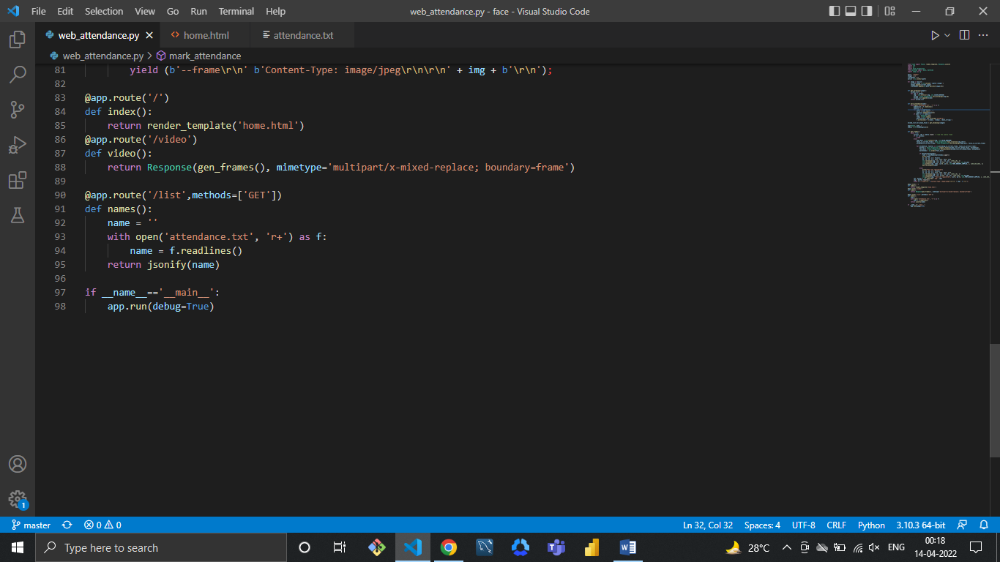 File Edit Selection View Go Run Terminal Help web_attendance.py - face - Visual Studio Code
web_attendance.py home.html attendance.txt
web_attendance.py > mark_attendance
81 yield (b'--frame\r\n' b'Content-Type: image/jpeg\r\n\r\n' + img + b'\r\n');
82
83 @app.route('/')
84 def index():
85 return render_template('home.html')
86 @app.route('/video')
87 def video():
88 return Response(gen_frames(), mimetype='multipart/x-mixed-replace; boundary=frame')
89
90 @app.route('/list',methods=['GET'])
91 def names():
92 name = ''
93 with open('attendance.txt', 'r+') as f:
94 name = f.readlines()
95 return jsonify(name)
96
97 if __name__=='__main__':
98 app.run(debug=True)
1
master 0 0 Ln 32, Col 32 Spaces: 4 UTF-8 CRLF Python 3.10.3 64-bit
Type here to search 28°C ENG 00:18
14-04-2022